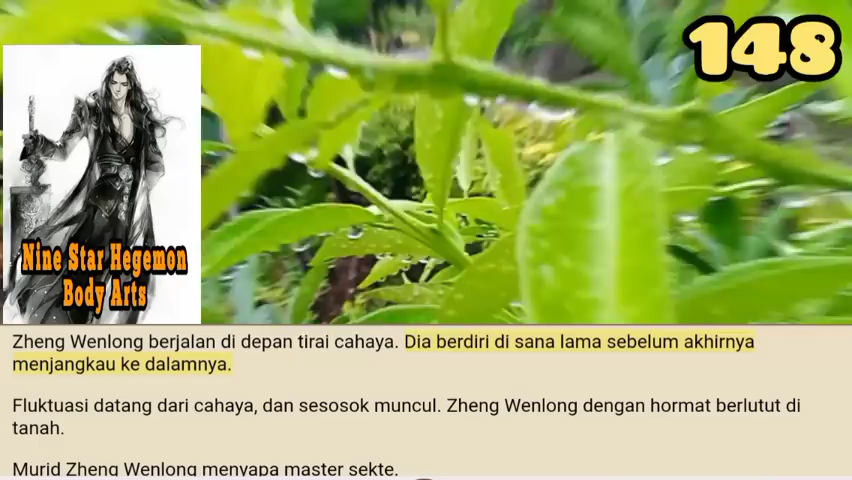 148
Nine Star Hegemon
Body Arts
Zheng Wenlong berjalan di depan tirai cahaya. Dia berdiri di sana lama sebelum akhirnya
menjangkau ke dalamnya.
Fluktuasi datang dari cahaya, dan sesosok muncul. Zheng Wenlong dengan hormat berlutut di
tanah.
Murid Zheng Wenlong menyapa master sekte.